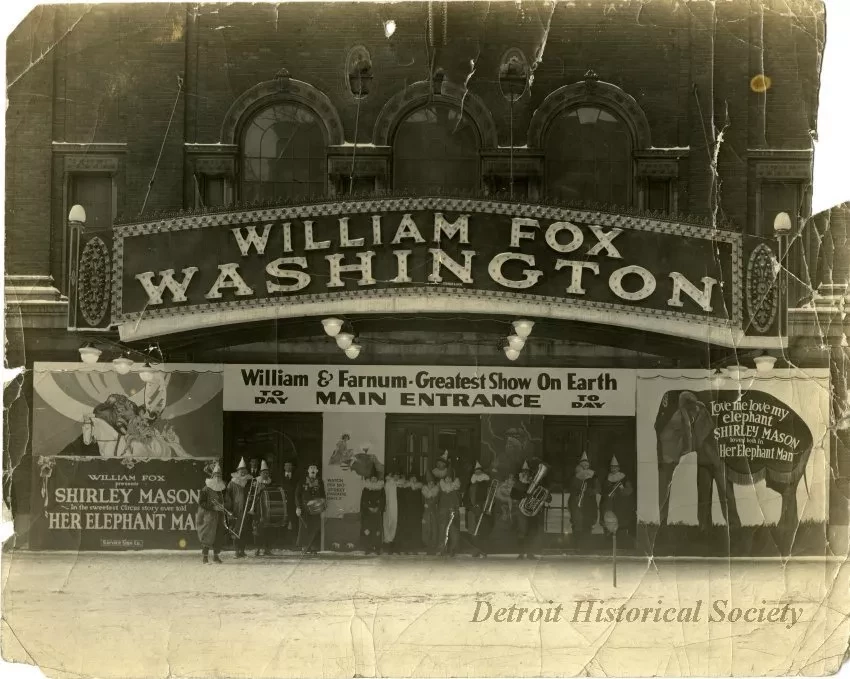 WILLIAM FOX
WASHINGTON
William & Farnum - Greatest Show On Earth
TO DAY MAIN ENTRANCE TO DAY
WILLIAM FOX
presents
SHIRLEY MASON
In the sweetest Circus story ever told
"HER ELEPHANT MA
Love me love my
elephant
SHIRLEY MASON
Her Elephant Man
Detroit Historical Society